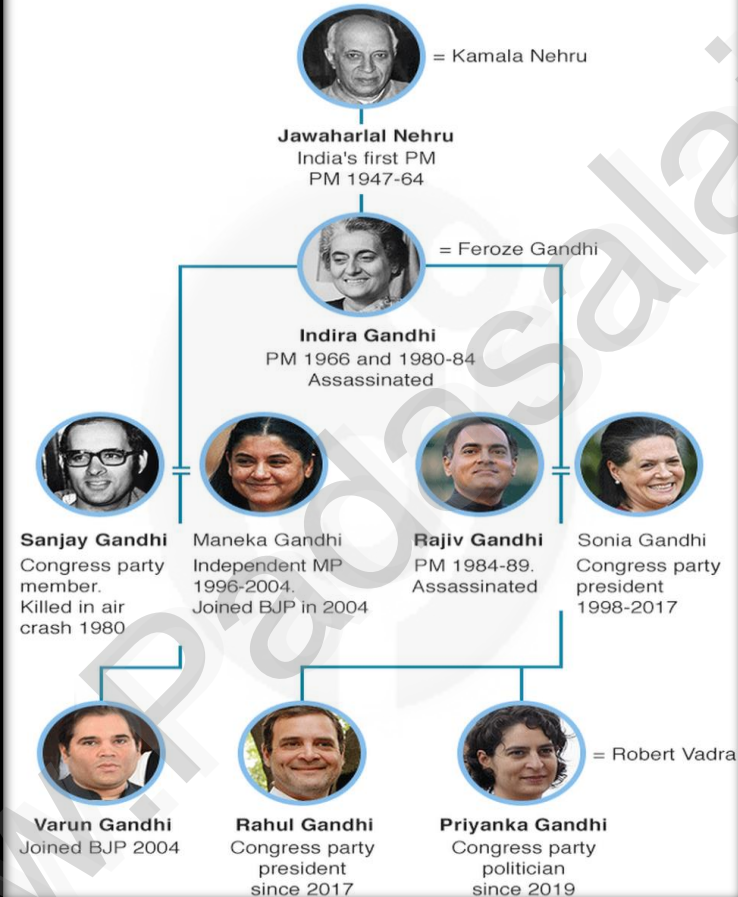 = Kamala Nehru
Jawaharlal Nehru
India's first PM
PM 1947-64
= Feroze Gandhi
Indira Gandhi
PM 1966 and 1980-84
Assassinated
Sanjay Gandhi
Congress party
member.
Killed in air
crash 1980
Maneka Gandhi
Independent MP
1996-2004.
Joined BJP in 2004
Rajiv Gandhi
PM 1984-89.
Assassinated
Sonia Gandhi
Congress party
president
1998-2017
Varun Gandhi
Joined BJP 2004
Rahul Gandhi
Congress party
president
since 2017
Priyanka Gandhi
Congress party
politician
since 2019
= Robert Vadra
w.Padasalai